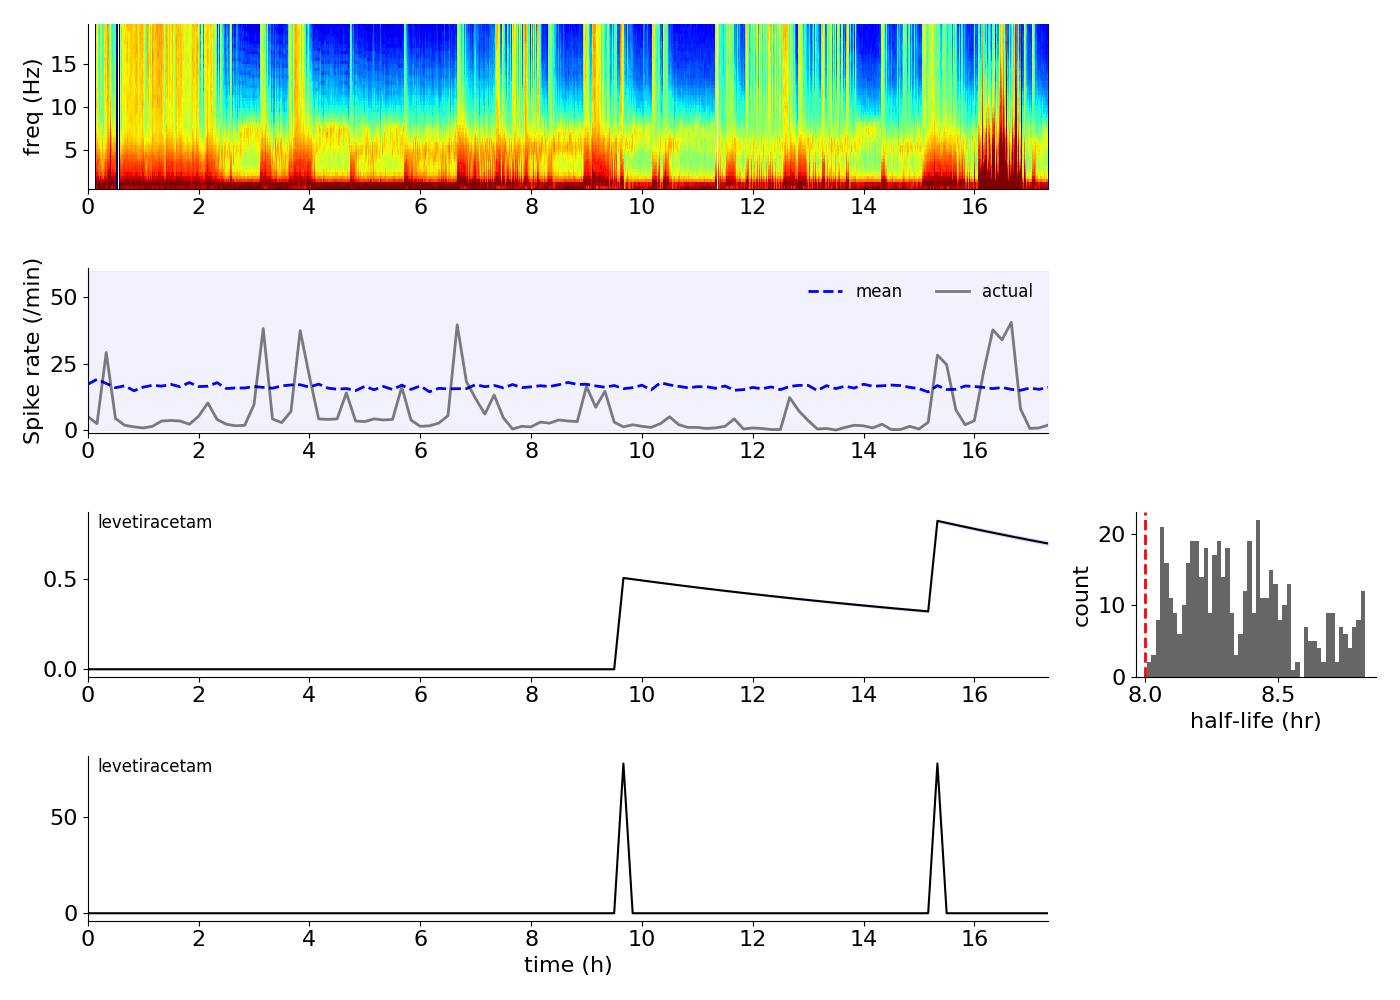 freq (Hz)
15
10
5
0 2 4 6 8 10 12 14 16
Spike rate (/min)
50
25
0
mean actual
0 2 4 6 8 10 12 14 16
levetiracetam
0.5
0.0
0 2 4 6 8 10 12 14 16
count
20
10
0
8.0 8.5
half-life (hr)
levetiracetam
50
0
0 2 4 6 8 10 12 14 16
time (h)